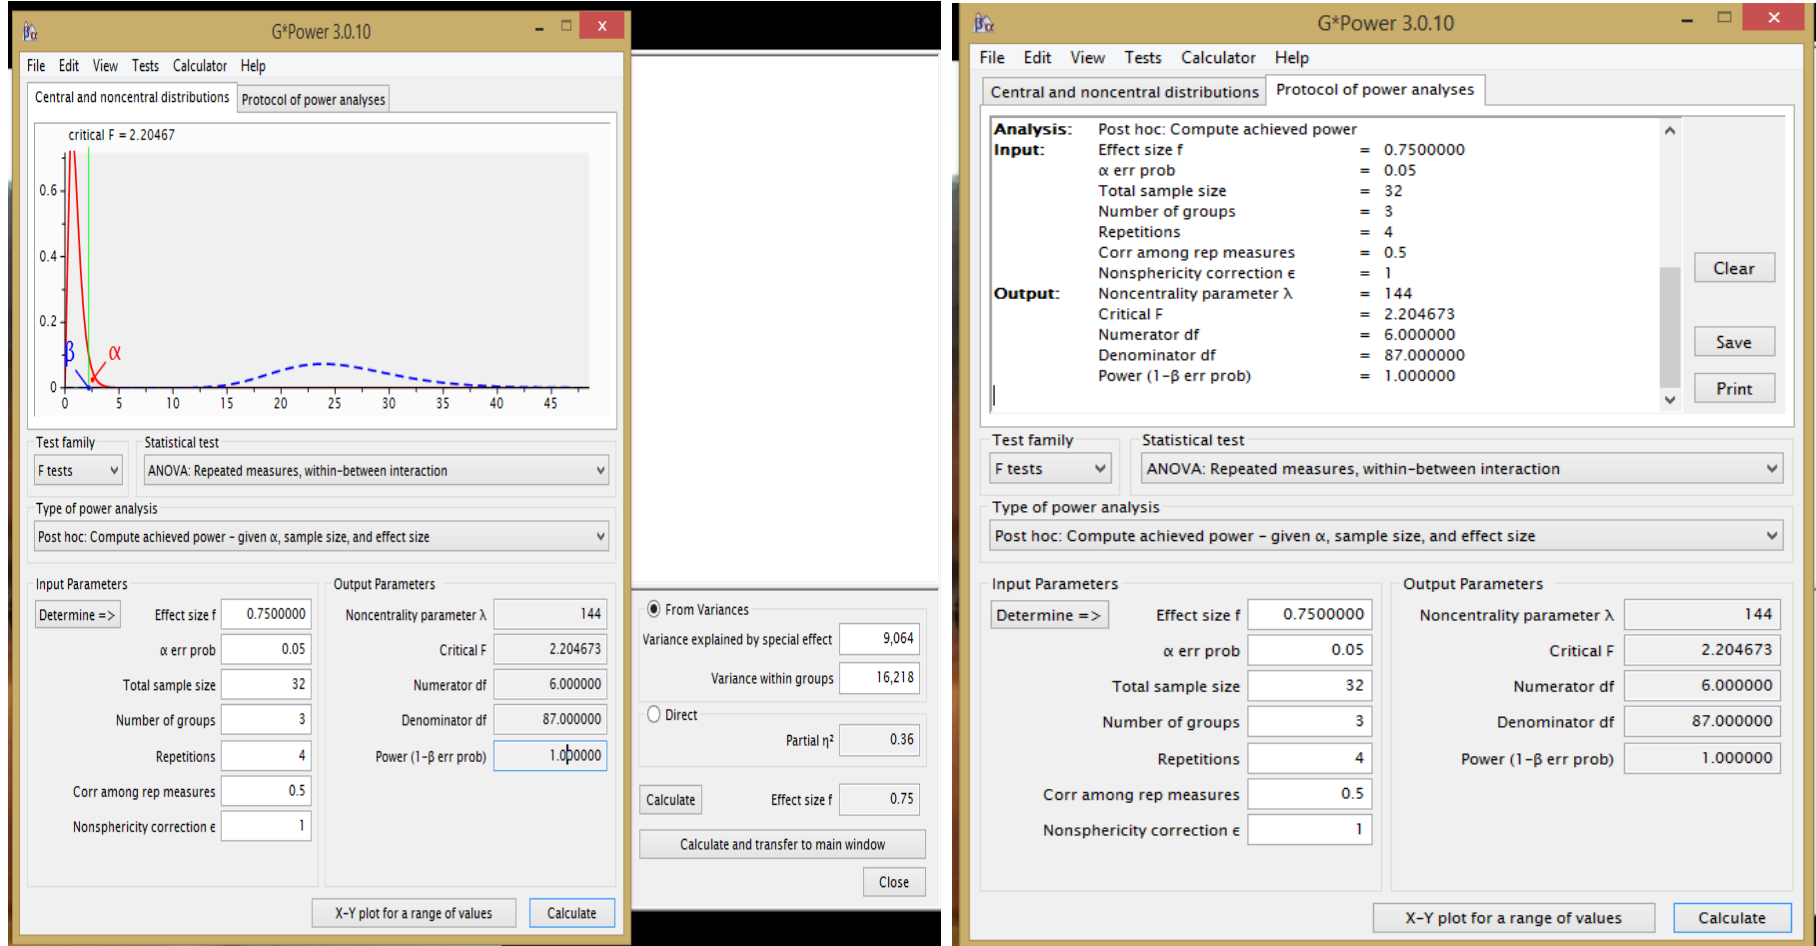 G*Power 3.0.10
File Edit View Tests Calculator Help
Central and noncentral distributions Protocol of power analyses
critical F = 2.20467
0.6
0.4
0.2
0
β α
0 5 10 15 20 25 30 35 40 45
Test family Statistical test
F tests ANOVA: Repeated measures, within-between interaction
Type of power analysis
Post hoc: Compute achieved power - given α, sample size, and effect size
Input Parameters Output Parameters
Determine => Effect size f 0.7500000 Noncentrality parameter λ 144
α err prob 0.05 Critical F 2.204673
Total sample size 32 Numerator df 6.000000
Number of groups 3 Denominator df 87.000000
Repetitions 4 Power (1-β err prob) 1.000000
Corr among rep measures 0.5
Nonsphericity correction ϵ 1
X-Y plot for a range of values Calculate
From Variances
Variance explained by special effect 9,064
Variance within groups 16,218
Direct
Partial η² 0.36
Calculate Effect size f 0.75
Calculate and transfer to main window
Close
G*Power 3.0.10
File Edit View Tests Calculator Help
Central and noncentral distributions Protocol of power analyses
Analysis: Post hoc: Compute achieved power
Input: Effect size f = 0.7500000
α err prob = 0.05
Total sample size = 32
Number of groups = 3
Repetitions = 4
Corr among rep measures = 0.5
Nonsphericity correction ϵ = 1
Output: Noncentrality parameter λ = 144
Critical F = 2.204673
Numerator df = 6.000000
Denominator df = 87.000000
Power (1-β err prob) = 1.000000
Clear
Save
Print
Test family Statistical test
F tests ANOVA: Repeated measures, within-between interaction
Type of power analysis
Post hoc: Compute achieved power - given α, sample size, and effect size
Input Parameters Output Parameters
Determine => Effect size f 0.7500000 Noncentrality parameter λ 144
α err prob 0.05 Critical F 2.204673
Total sample size 32 Numerator df 6.000000
Number of groups 3 Denominator df 87.000000
Repetitions 4 Power (1-β err prob) 1.000000
Corr among rep measures 0.5
Nonsphericity correction ϵ 1
X-Y plot for a range of values Calculate